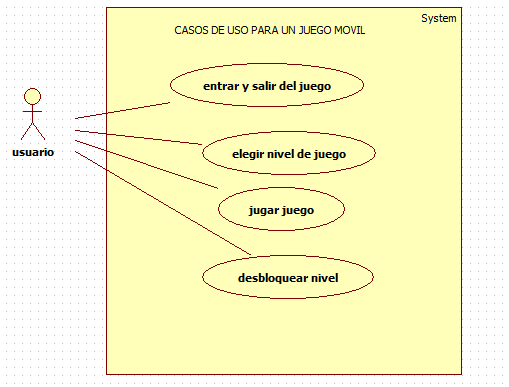 System
CASOS DE USO PARA UN JUEGO MOVIL
entrar y salir del juego
usuario
elegir nivel de juego
jugar juego
desbloquear nivel